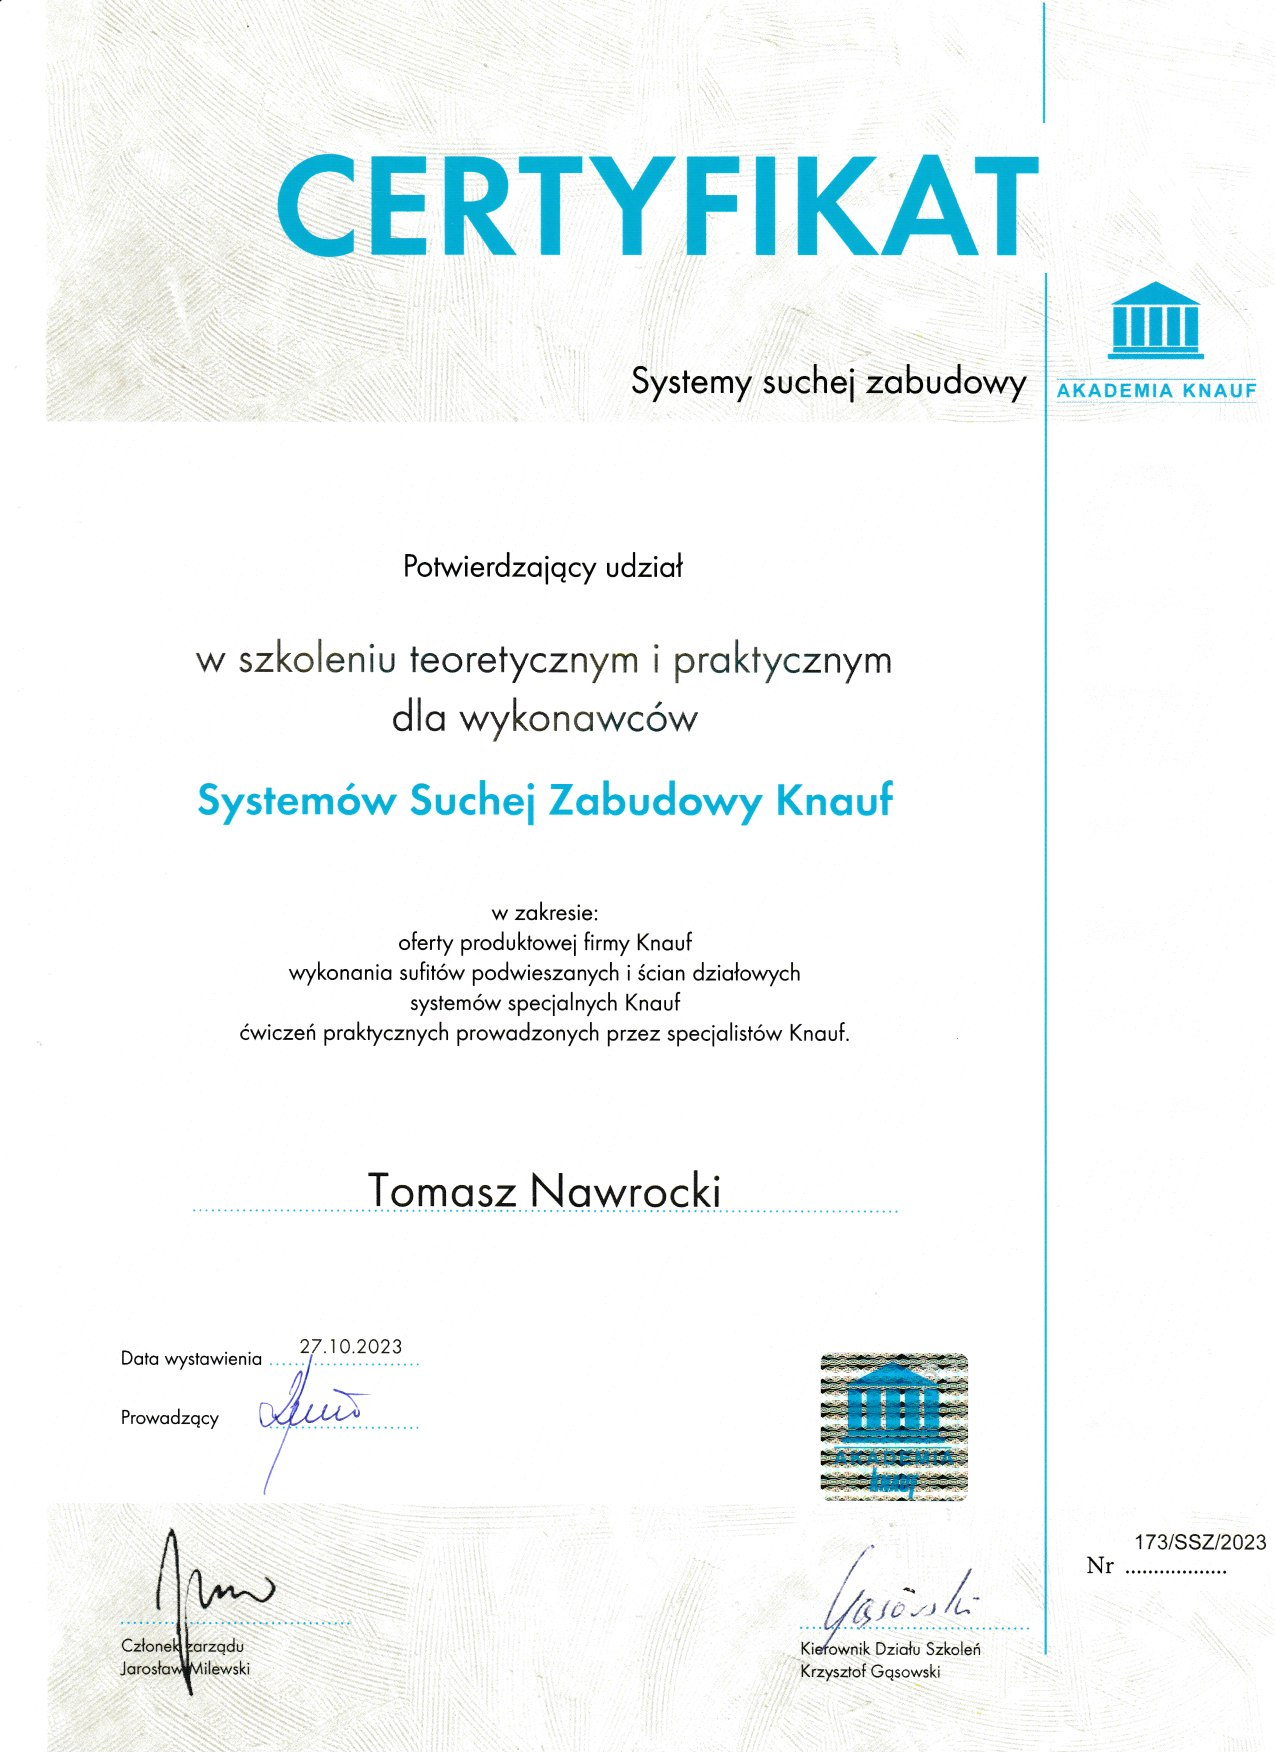 CERTYFIKAT
Systemy suchej zabudowy
AKADEMIA KNAUF
Potwierdzający udział
w szkoleniu teoretycznym i praktycznym
dla wykonawców
Systemów Suchej Zabudowy Knauf
w zakresie:
oferty produktowej firmy Knauf
wykonania sufitów podwieszanych i ścian działowych
systemów specjalnych Knauf
ćwiczeń praktycznych prowadzonych przez specjalistów Knauf.
Tomasz Nawrocki
Data wystawienia 27.10.2023
Prowadzący
AKADEMIA
knauf
173/SSZ/2023
Nr ..................
Członek zarządu
Jarosław Milewski
Gąsowski
Kierownik Działu Szkoleń
Krzysztof Gąsowski